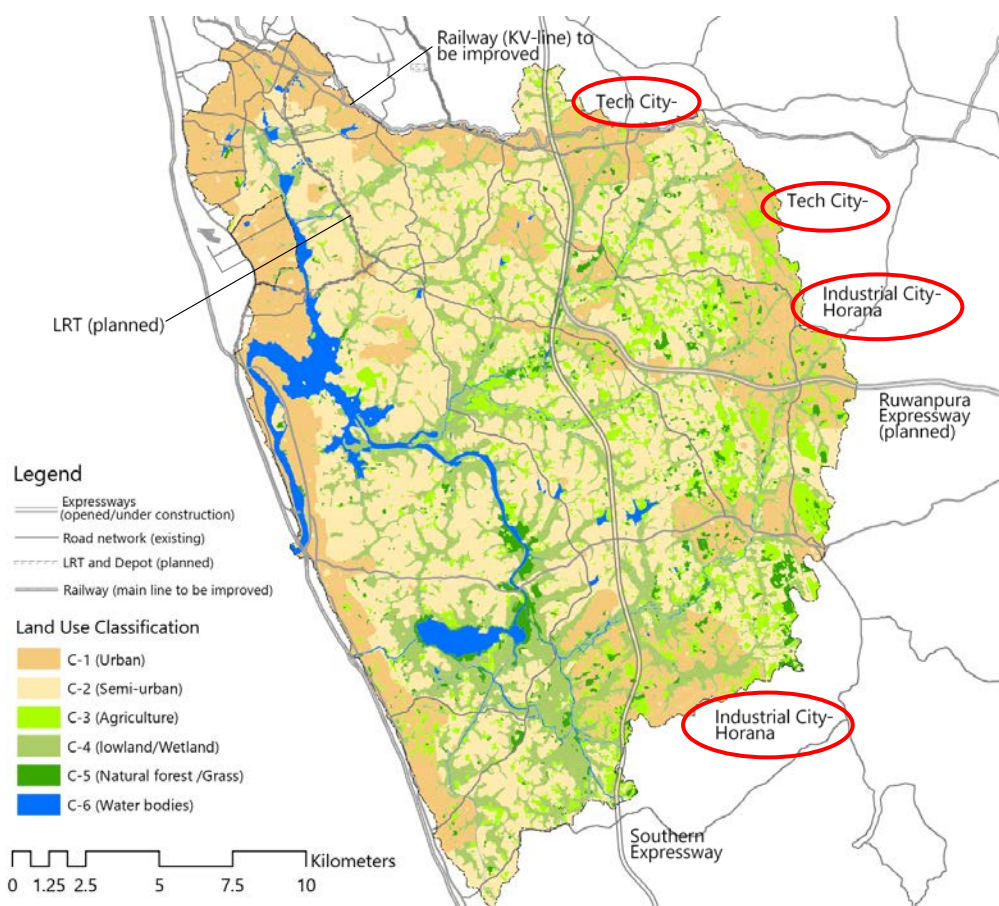 Railway (KV-line) to
be improved
Tech City-
Tech City-
Industrial City-
Horana
LRT (planned)
Ruwanpura
Expressway
(planned)
Legend
Expressways
(opened/under construction)
Road network (existing)
LRT and Depot (planned)
Railway (main line to be improved)
Land Use Classification
C-1 (Urban)
C-2 (Semi-urban)
C-3 (Agriculture)
C-4 (lowland/Wetland)
C-5 (Natural forest /Grass)
C-6 (Water bodies)
Industrial City-
Horana
Southern
Expressway
Kilometers
0 1.25 2.5 5 7.5 10